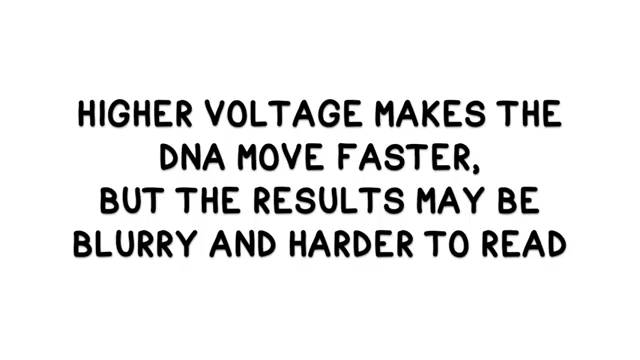 HIGHER VOLTAGE MAKES THE
DNA MOVE FASTER,
BUT THE RESULTS MAY BE
BLURRY AND HARDER TO READ